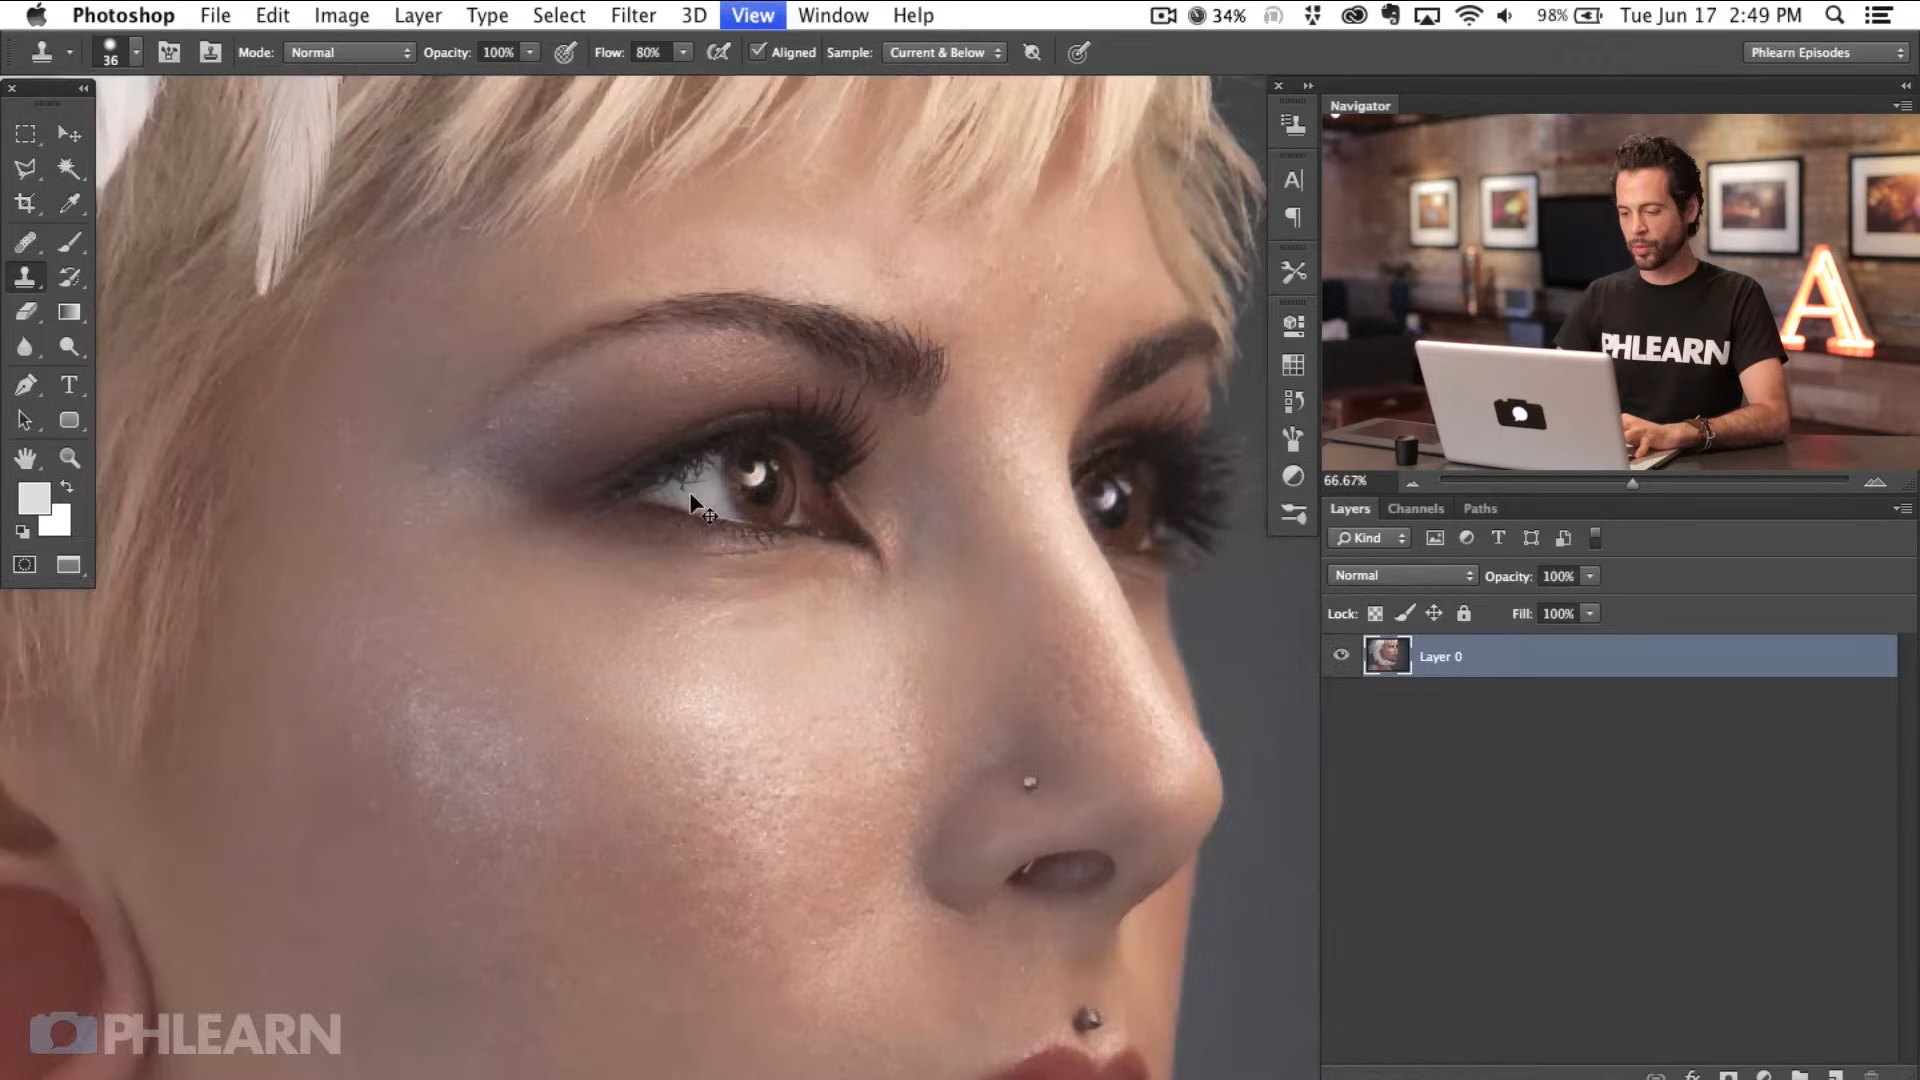 Photoshop File Edit Image Layer Type Select Filter 3D View Window Help 34% 98% Tue Jun 17 2:49 PM
36 Mode: Normal Opacity: 100% Flow: 80% Aligned Sample: Current & Below Phlearn Episodes
Navigator
A
PHLEARN
66.67%
Layers Channels Paths
Kind
Normal Opacity: 100%
Lock: Fill: 100%
Layer 0
PHLEARN